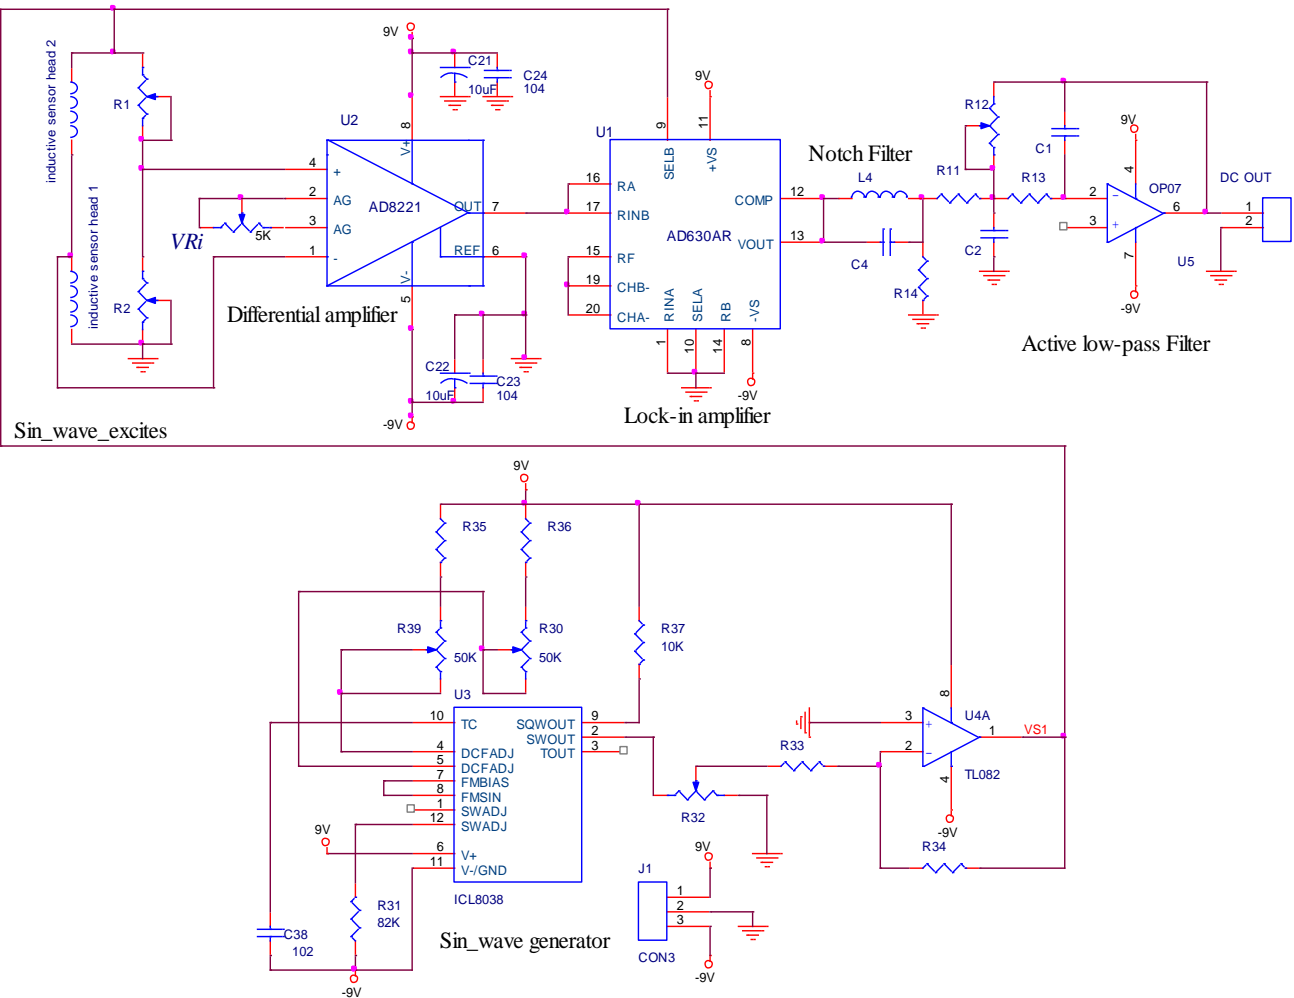 inductive sensor head 2
inductive sensor head 1
R1
R2
9V
C21
10uF
C24
104
U2
8
V+
4
+
2
AG
3
AG
1
-
AD8221
OUT
7
REF
6
V-
5
VRi
5K
Differential amplifier
C22
10uF
C23
104
-9V
Sin_wave_excites
U1
9
SELB
9V
11
+VS
16
RA
17
RINB
15
RF
19
CHB-
20
CHA-
COMP
12
AD630AR
VOUT
13
RINA
SELA
RB
-VS
1
10
14
8
-9V
Lock-in amplifier
Notch Filter
L4
C4
R14
R11
R12
R13
C1
C2
9V
4
2
3
−
+
OP07
6
7
U5
-9V
DC OUT
1
2
Active low-pass Filter
9V
R35
R36
R39
50K
R30
50K
R37
10K
U3
10
TC
4
DCFADJ
5
DCFADJ
7
FMBIAS
8
FMSIN
1
SWADJ
12
SWADJ
6
V+
11
V-/GND
SQWOUT
9
SWOUT
2
TOUT
3
ICL8038
9V
R31
82K
C38
102
-9V
Sin_wave generator
R32
R33
R34
3
+
2
−
8
U4A
1
VS1
TL082
4
-9V
J1
9V
1
2
3
CON3
-9V